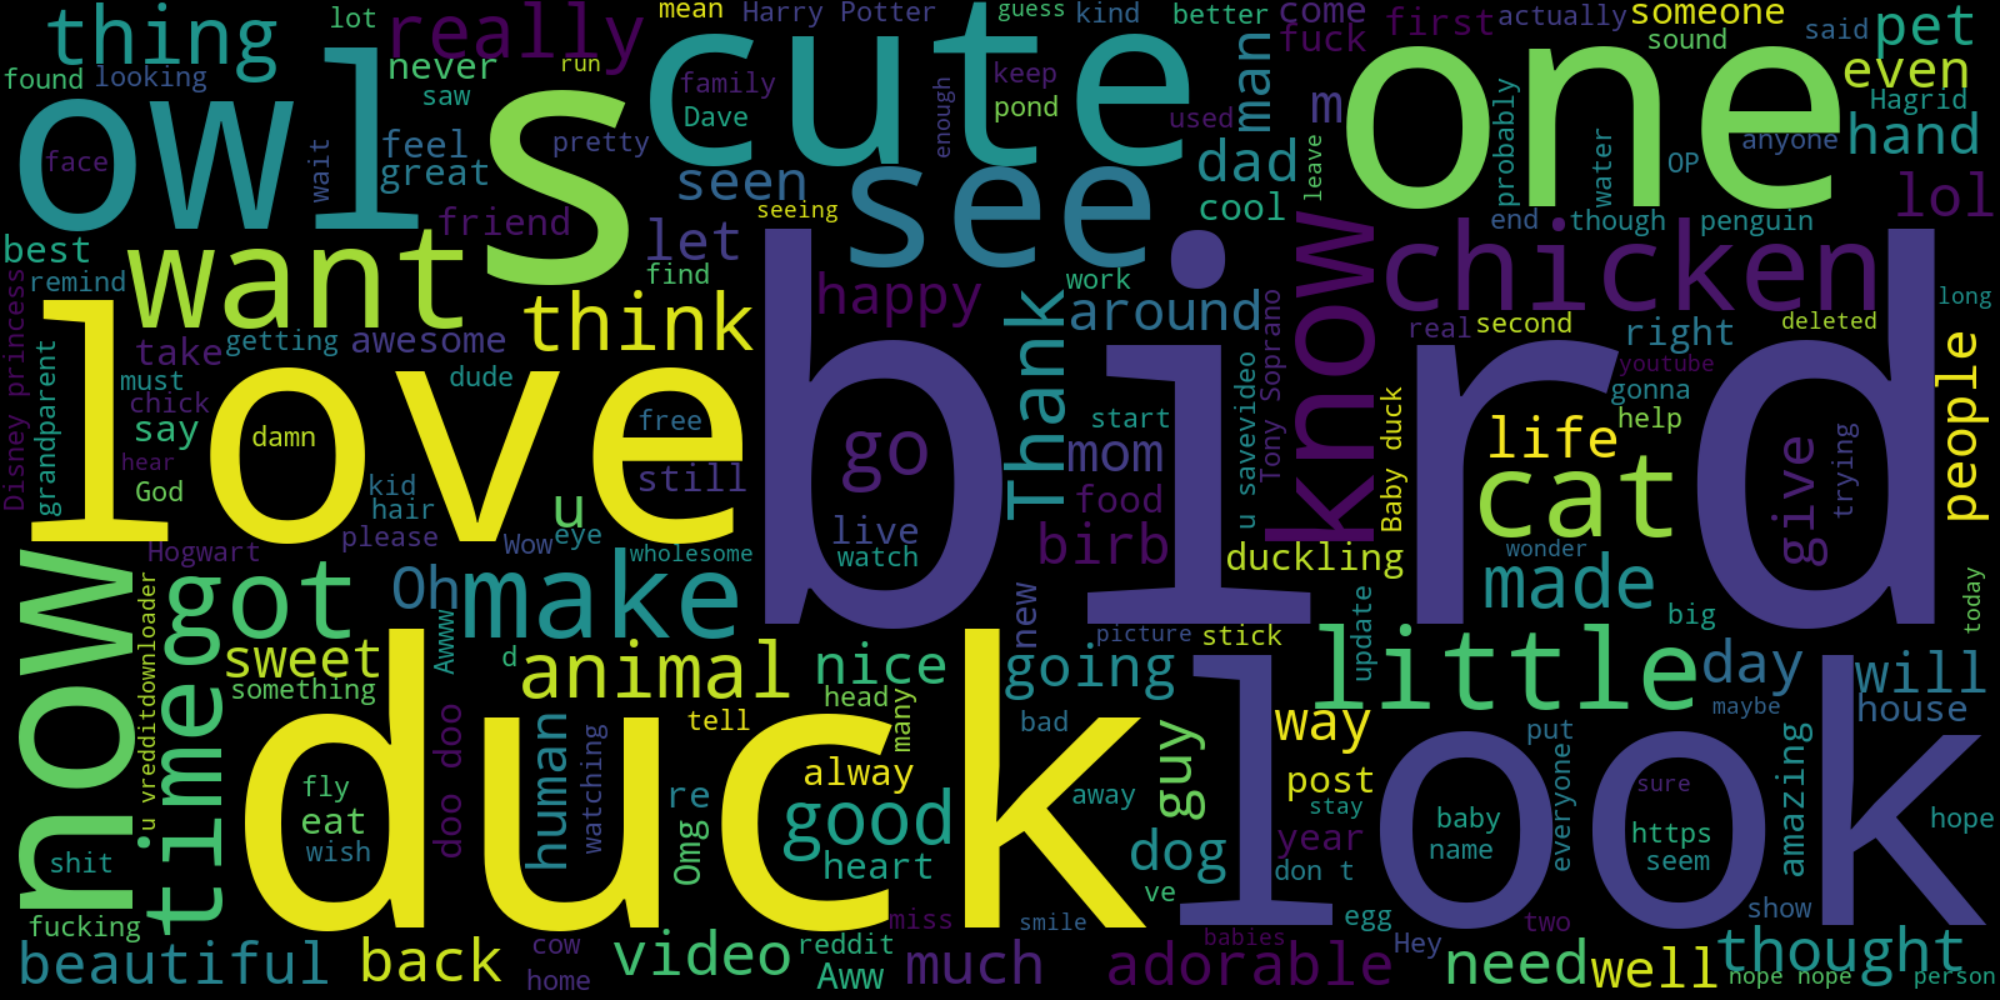 thing
lot
really
mean
Harry Potter
guess
kind
better
come
fuck
first
actually
someone
sound
said
pet
found
looking
never
run
saw
cute
family
Dave
keep
pond
enough
used
man
m
one
even
Hagrid
hand
anyone
OP
water
probably
owl
face
wait
feel
great
s
pretty
seen
see
seeing
dad
cool
leave
lol
best
friend
let
find
end
though
penguin
chicken
know
want
remind
Disney princess
happy
work
around
Thank
real
second
right
deleted
long
think
take
getting
awesome
grandparent
must
chick
dude
love
damn
free
still
say
hear
God
kid
hair
u
bird
go
live
watch
start
mom
food
birb
u savevideo
Tony Soprano
Baby duck
youtube
gonna
help
life
cat
give
trying
people
Hogwart
please
Wow
eye
wholesome
duckling
wonder
made
big
today
now
u vredditdownloader
got
Oh
make
new
picture
stick
update
little
day
will
house
maybe
time
sweet
something
Awww
d
animal
nice
going
duck
fly
eat
wish
doo doo
human
watching
tell
head
many
re
Omg
alway
good
heart
bad
away
guy
dog
ve
way
post
stay
year
don t
look
put
everyone
baby
name
sure
https
seem
amazing
hope
shit
fucking
beautiful
back
cow
home
video
reddit
Aww
miss
much
smile
adorable
babies
egg
Hey
two
need
well
show
thought
nope nope
person